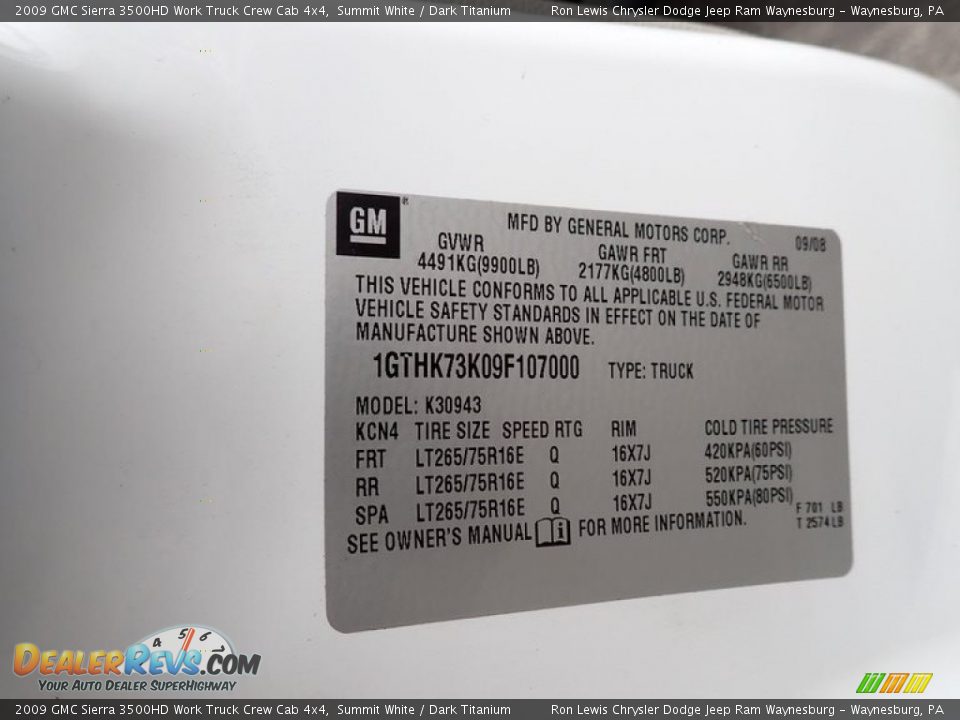 2009 GMC Sierra 3500HD Work Truck Crew Cab 4x4, Summit White / Dark Titanium Ron Lewis Chrysler Dodge Jeep Ram Waynesburg - Waynesburg, PA
GM®
MFD BY GENERAL MOTORS CORP. 09/08
GVWR GAWR FRT GAWR RR
4491KG(9900LB) 2177KG(4800LB) 2948KG(6500LB)
THIS VEHICLE CONFORMS TO ALL APPLICABLE U.S. FEDERAL MOTOR
VEHICLE SAFETY STANDARDS IN EFFECT ON THE DATE OF
MANUFACTURE SHOWN ABOVE.
1GTHK73K09F107000 TYPE: TRUCK
MODEL: K30943
KCN4 TIRE SIZE SPEED RTG RIM COLD TIRE PRESSURE
FRT LT265/75R16E Q 16X7J 420KPA(60PSI)
RR LT265/75R16E Q 16X7J 520KPA(75PSI)
SPA LT265/75R16E Q 16X7J 550KPA(80PSI)
F 701 LB
T 2574 LB
SEE OWNER'S MANUAL i FOR MORE INFORMATION.
4 5 6
DEALERREVS.COM
YOUR AUTO DEALER SUPERHIGHWAY
2009 GMC Sierra 3500HD Work Truck Crew Cab 4x4, Summit White / Dark Titanium Ron Lewis Chrysler Dodge Jeep Ram Waynesburg - Waynesburg, PA